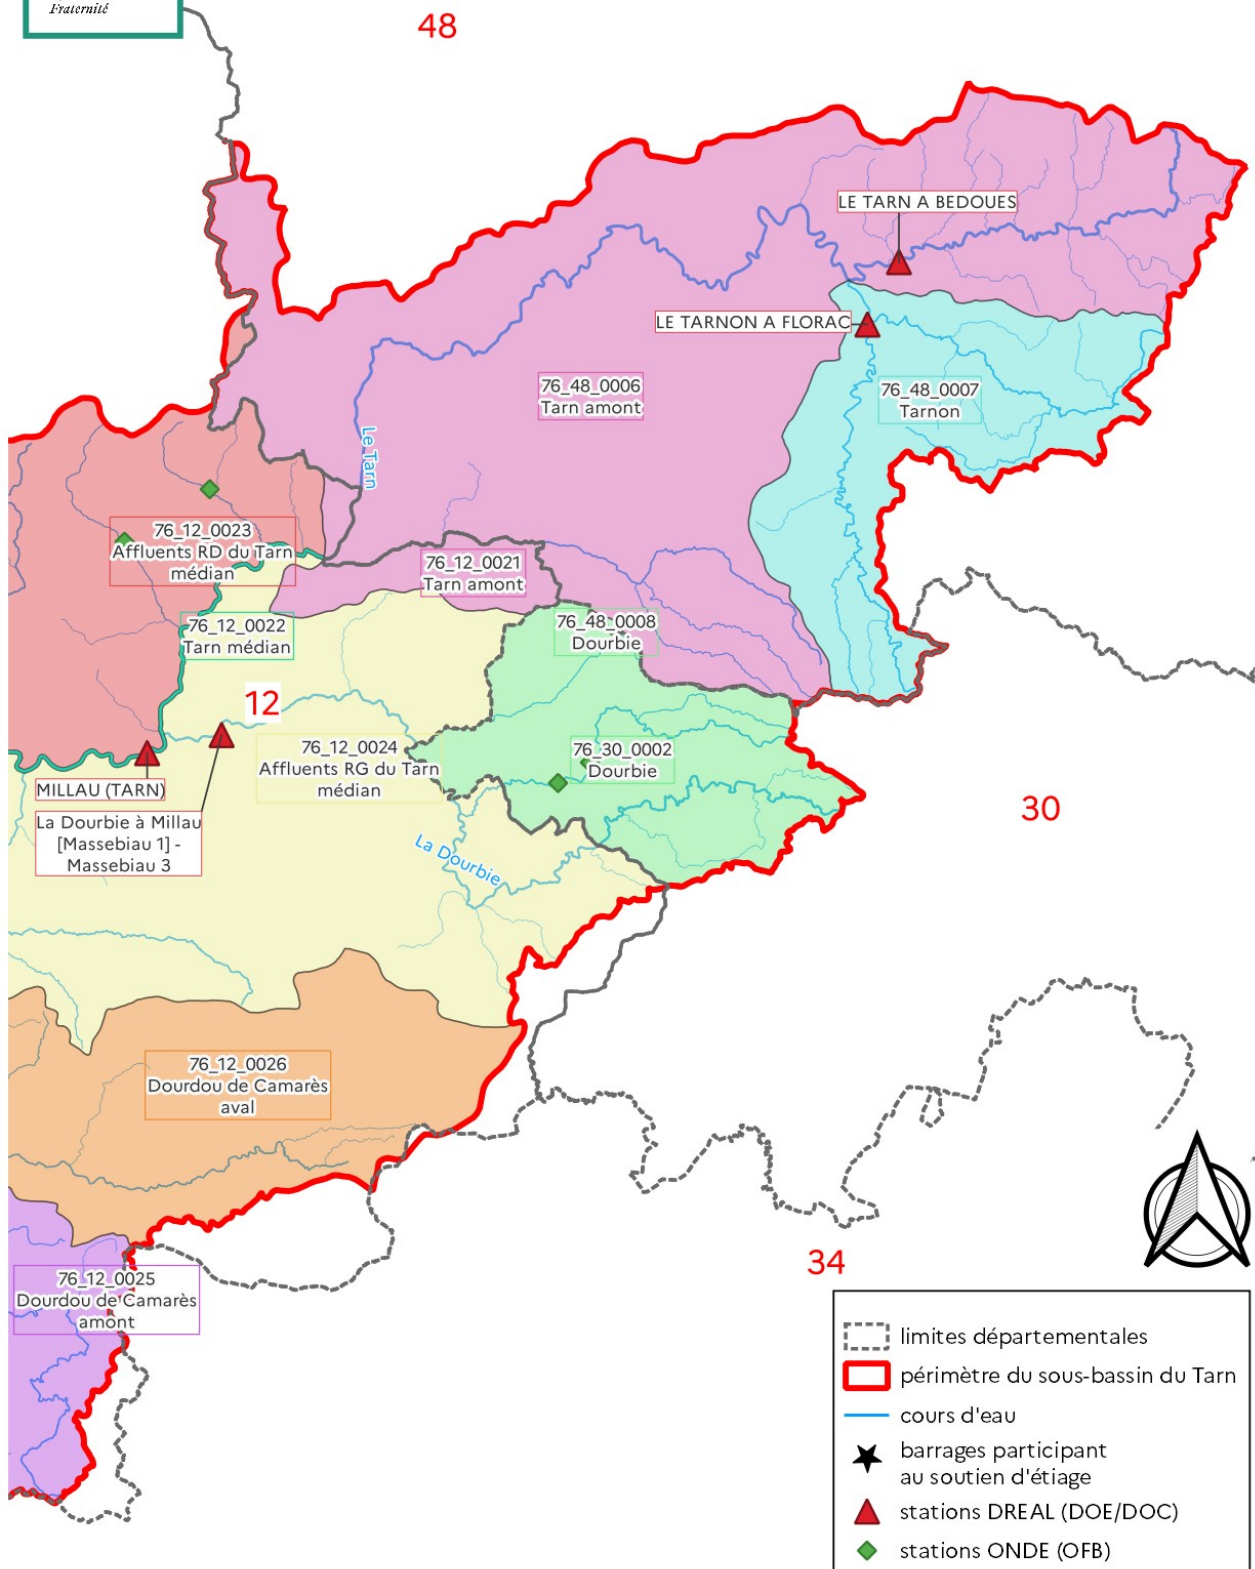 Fraternité
48
LE TARN A BEDOUES
LE TARNON A FLORAC
76_48_0006
Tarn amont
76_48_0007
Tarnon
Le Tarn
76_12_0023
Affluents RD du Tarn
médian
76_12_0021
Tarn amont
76_12_0022
Tarn médian
76_48_0008
Dourbie
12
76_12_0024
Affluents RG du Tarn
médian
76_30_0002
Dourbie
MILLAU (TARN)
La Dourbie à Millau
[Massebiau 1] -
Massebiau 3
30
La Dourbie
76_12_0026
Dourdou de Camarès
aval
34
76_12_0025
Dourdou de Camarès
amont
limites départementales
périmètre du sous-bassin du Tarn
cours d'eau
barrages participant
au soutien d'étiage
stations DREAL (DOE/DOC)
stations ONDE (OFB)